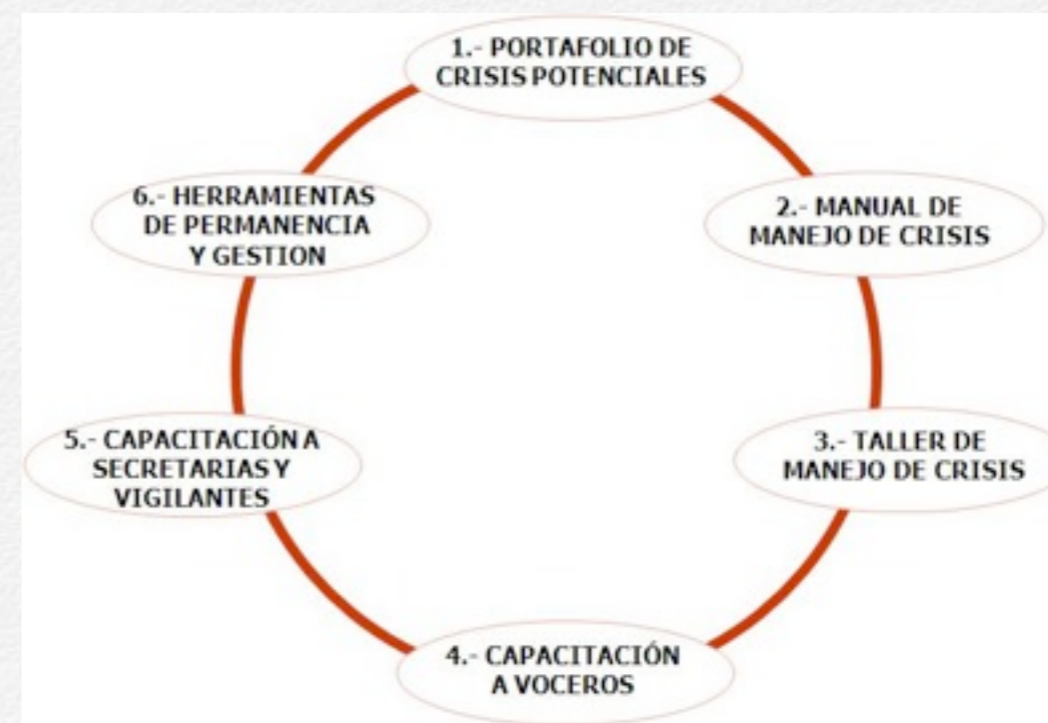 1.- PORTAFOLIO DE
CRISIS POTENCIALES
2.- MANUAL DE
MANEJO DE CRISIS
3.- TALLER DE
MANEJO DE CRISIS
4.- CAPACITACIÓN
A VOCEROS
5.- CAPACITACIÓN A
SECRETARIAS Y
VIGILANTES
6.- HERRAMIENTAS
DE PERMANENCIA
Y GESTION